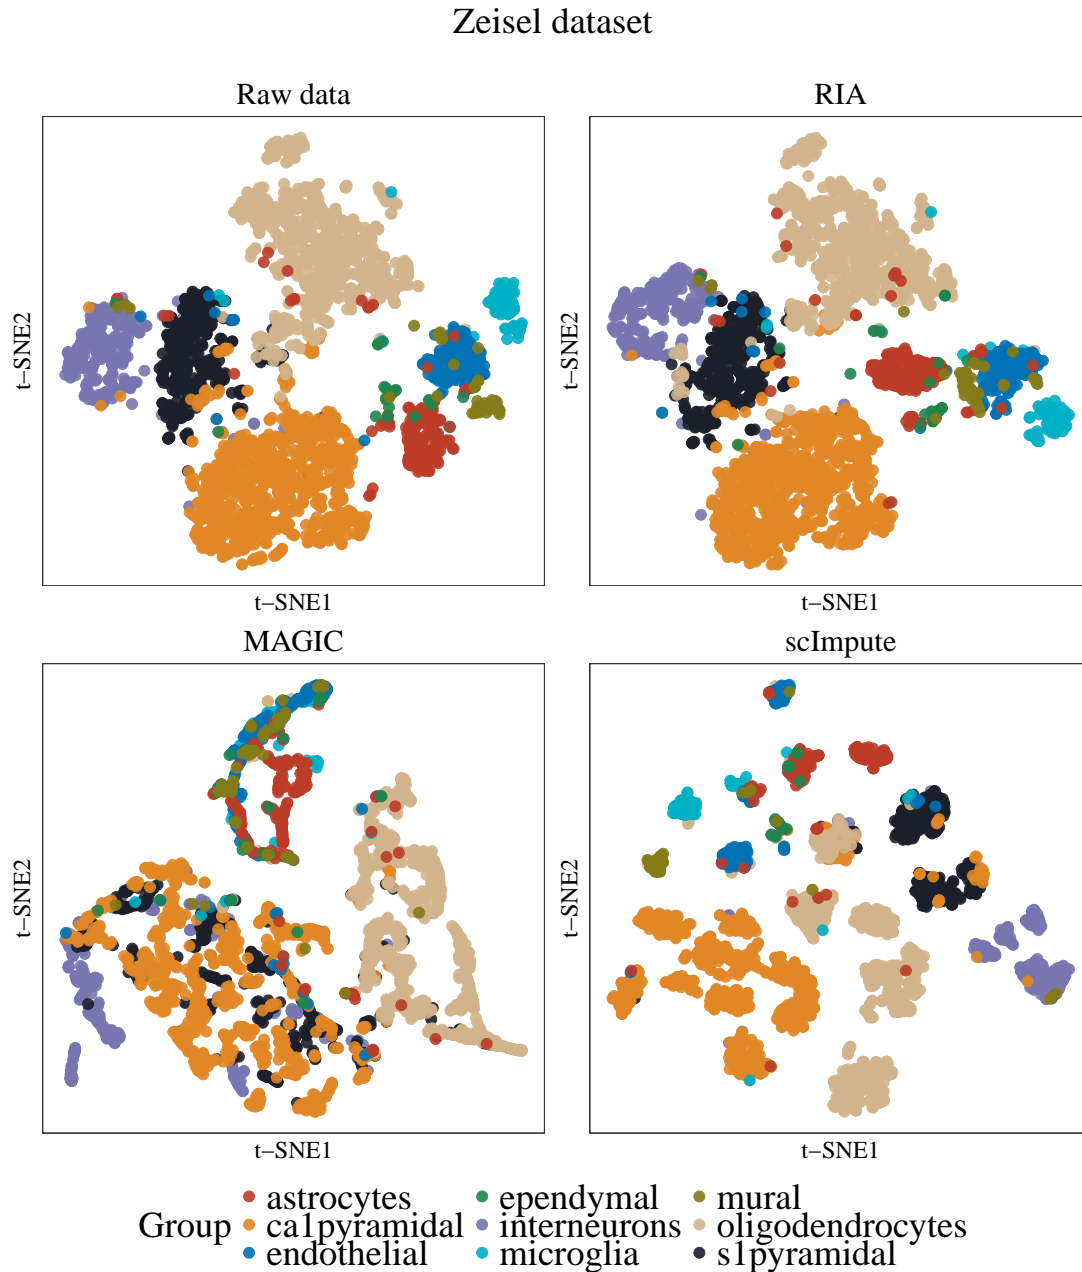 Zeisel dataset
Raw data
RIA
t−SNE2
t−SNE2
t−SNE1
t−SNE1
MAGIC
scImpute
t−SNE2
t−SNE2
t−SNE1
t−SNE1
Group
astrocytes
ca1pyramidal
endothelial
ependymal
interneurons
microglia
mural
oligodendrocytes
s1pyramidal